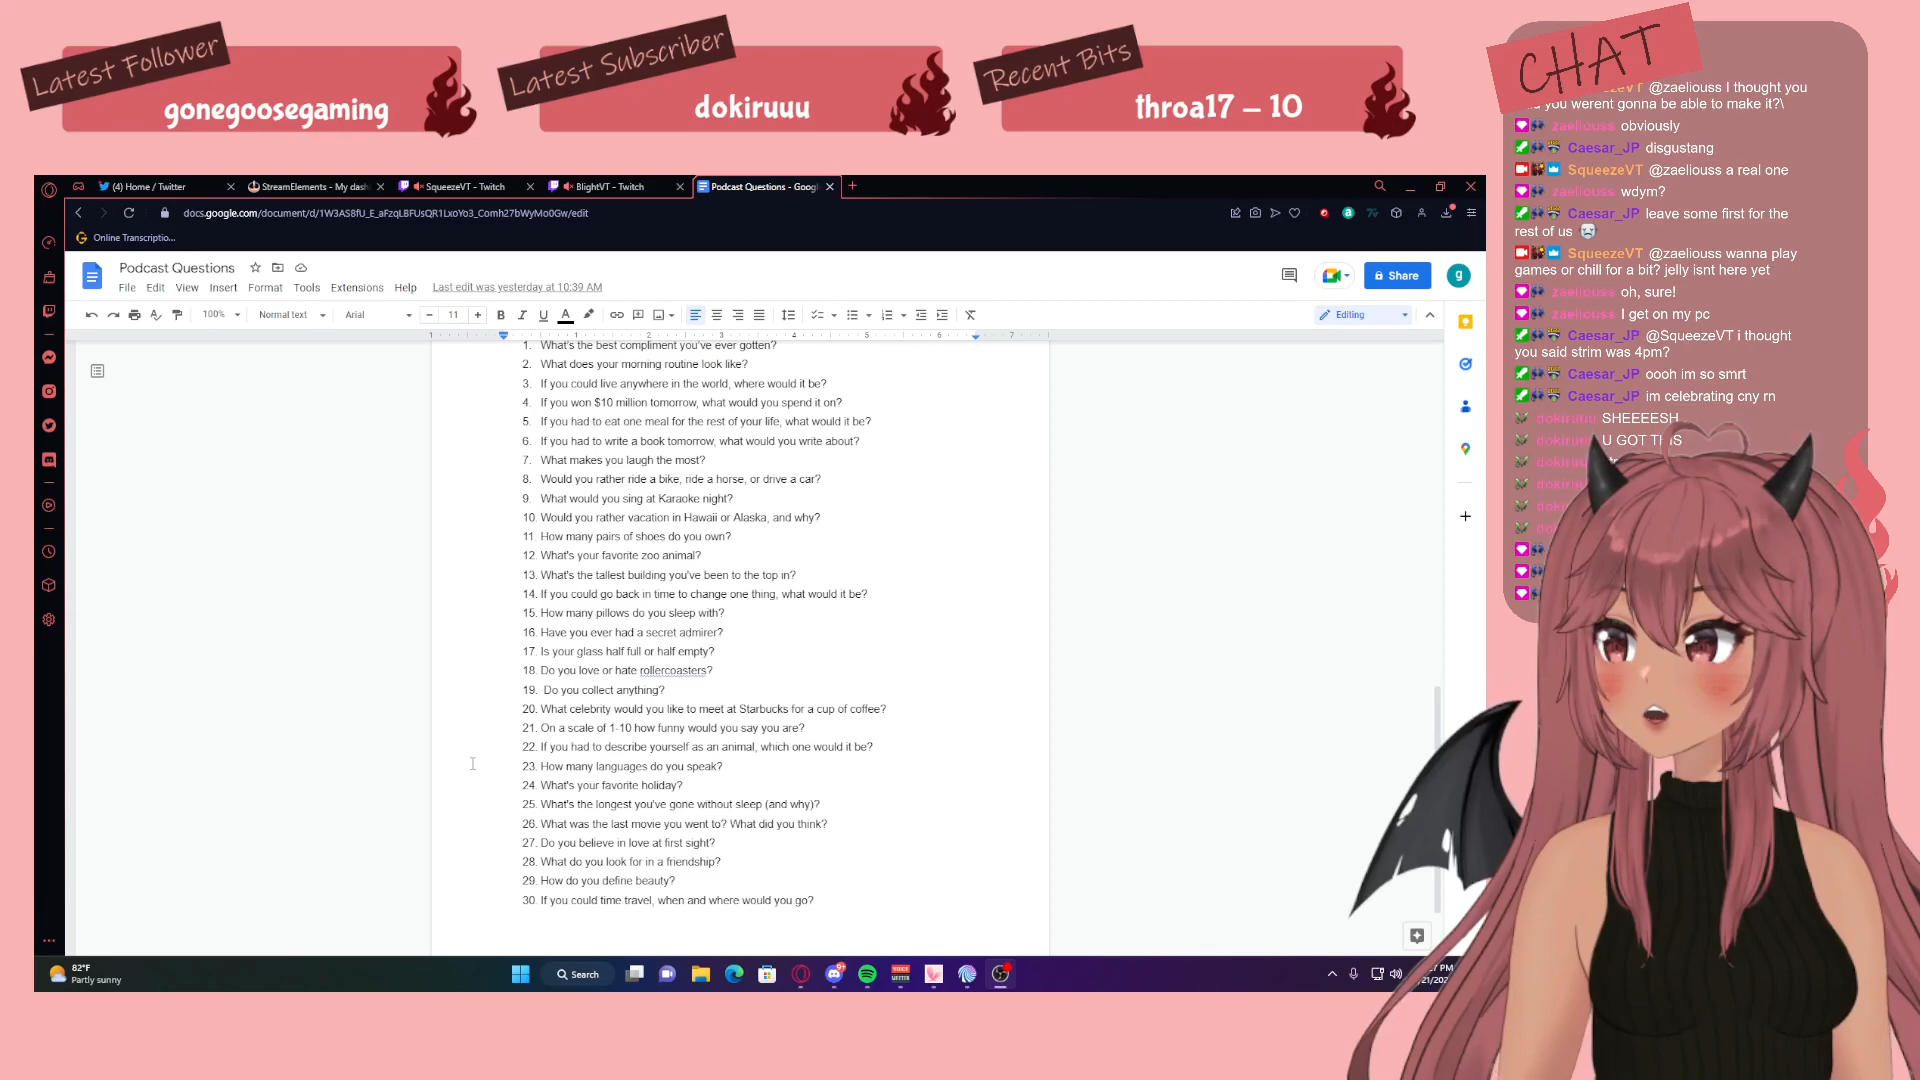 Latest Follower
gonegoosegaming
Latest Subscriber
dokiruuu
Recent Bits
throa17 – 10
CHAT
(4) Home / Twitter
StreamElements - My dash
SqueezeVT - Twitch
BlightVT - Twitch
Podcast Questions - Googl
docs.google.com/document/d/1W3AS8fU_E_aFzqLBFUsQR1LxoYo3_Comh27bWyMo0Gw/edit
Online Transcriptio...
Podcast Questions
File Edit View Insert Format Tools Extensions Help Last edit was yesterday at 10:39 AM
Share
g
100% Normal text Arial 11 Editing
1 1 2 3 4 5 6 7
1. What's the best compliment you've ever gotten?
2. What does your morning routine look like?
3. If you could live anywhere in the world, where would it be?
4. If you won $10 million tomorrow, what would you spend it on?
5. If you had to eat one meal for the rest of your life, what would it be?
6. If you had to write a book tomorrow, what would you write about?
7. What makes you laugh the most?
8. Would you rather ride a bike, ride a horse, or drive a car?
9. What would you sing at Karaoke night?
10. Would you rather vacation in Hawaii or Alaska, and why?
11. How many pairs of shoes do you own?
12. What's your favorite zoo animal?
13. What's the tallest building you've been to the top in?
14. If you could go back in time to change one thing, what would it be?
15. How many pillows do you sleep with?
16. Have you ever had a secret admirer?
17. Is your glass half full or half empty?
18. Do you love or hate rollercoasters?
19. Do you collect anything?
20. What celebrity would you like to meet at Starbucks for a cup of coffee?
21. On a scale of 1-10 how funny would you say you are?
22. If you had to describe yourself as an animal, which one would it be?
23. How many languages do you speak?
24. What's your favorite holiday?
25. What's the longest you've gone without sleep (and why)?
26. What was the last movie you went to? What did you think?
27. Do you believe in love at first sight?
28. What do you look for in a friendship?
29. How do you define beauty?
30. If you could time travel, when and where would you go?
82°F
Partly sunny
Search
@zaeliouss I thought you
you werent gonna be able to make it?\
zaeliouss obviously
Caesar_JP disgustang
SqueezeVT @zaeliouss a real one
zaeliouss wdym?
Caesar_JP leave some first for the
rest of us
SqueezeVT @zaeliouss wanna play
games or chill for a bit? jelly isnt here yet
zaeliouss oh, sure!
zaeliouss I get on my pc
Caesar_JP @SqueezeVT i thought
you said strim was 4pm?
Caesar_JP oooh im so smrt
Caesar_JP im celebrating cny rn
dokiruuu SHEEEESH
dokiruuu U GOT THIS